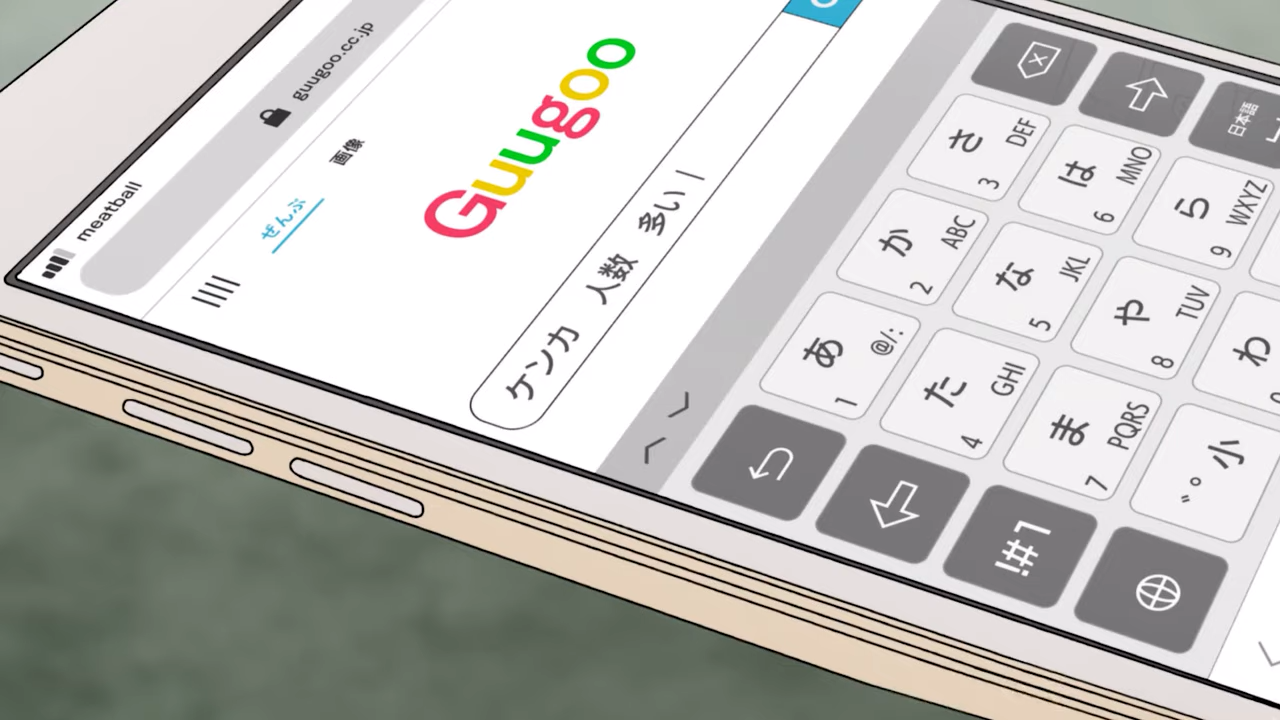 meatball
guugoo.cc.jp
ぜんぶ 画像
Guugoo
ケンカ 人数 多い
あ @/: 1
か ABC 2
さ DEF 3
た GHI 4
な JKL 5
は MNO 6
!#1
ま PQRS 7
や TUV 8
ら WXYZ 9
日本語
゛゜小
わ